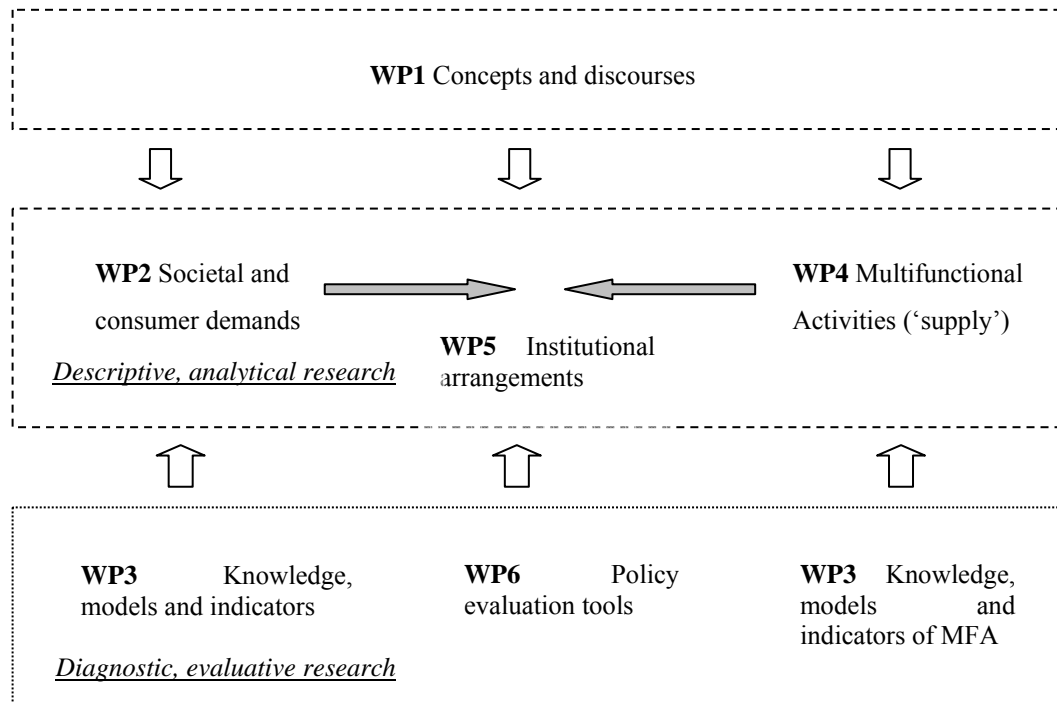 WP1 Concepts and discourses
WP2 Societal and
consumer demands
Descriptive, analytical research
WP5 Institutional
arrangements
WP4 Multifunctional
Activities (‘supply’)
WP3 Knowledge,
models and indicators
Diagnostic, evaluative research
WP6 Policy
evaluation tools
WP3 Knowledge,
models and
indicators of MFA